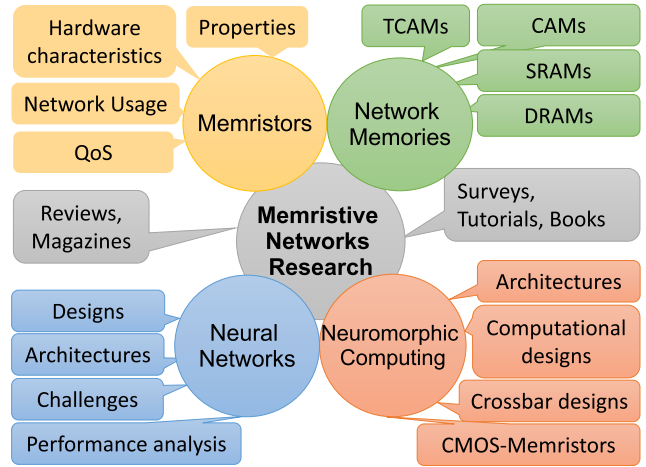 Hardware
characteristics
Properties
Network Usage
QoS
Memristors
TCAMs
CAMs
SRAMs
DRAMs
Network
Memories
Reviews,
Magazines
Memristive
Networks
Research
Surveys,
Tutorials, Books
Designs
Architectures
Challenges
Performance analysis
Neural
Networks
Neuromorphic
Computing
Architectures
Computational
designs
Crossbar designs
CMOS-Memristors